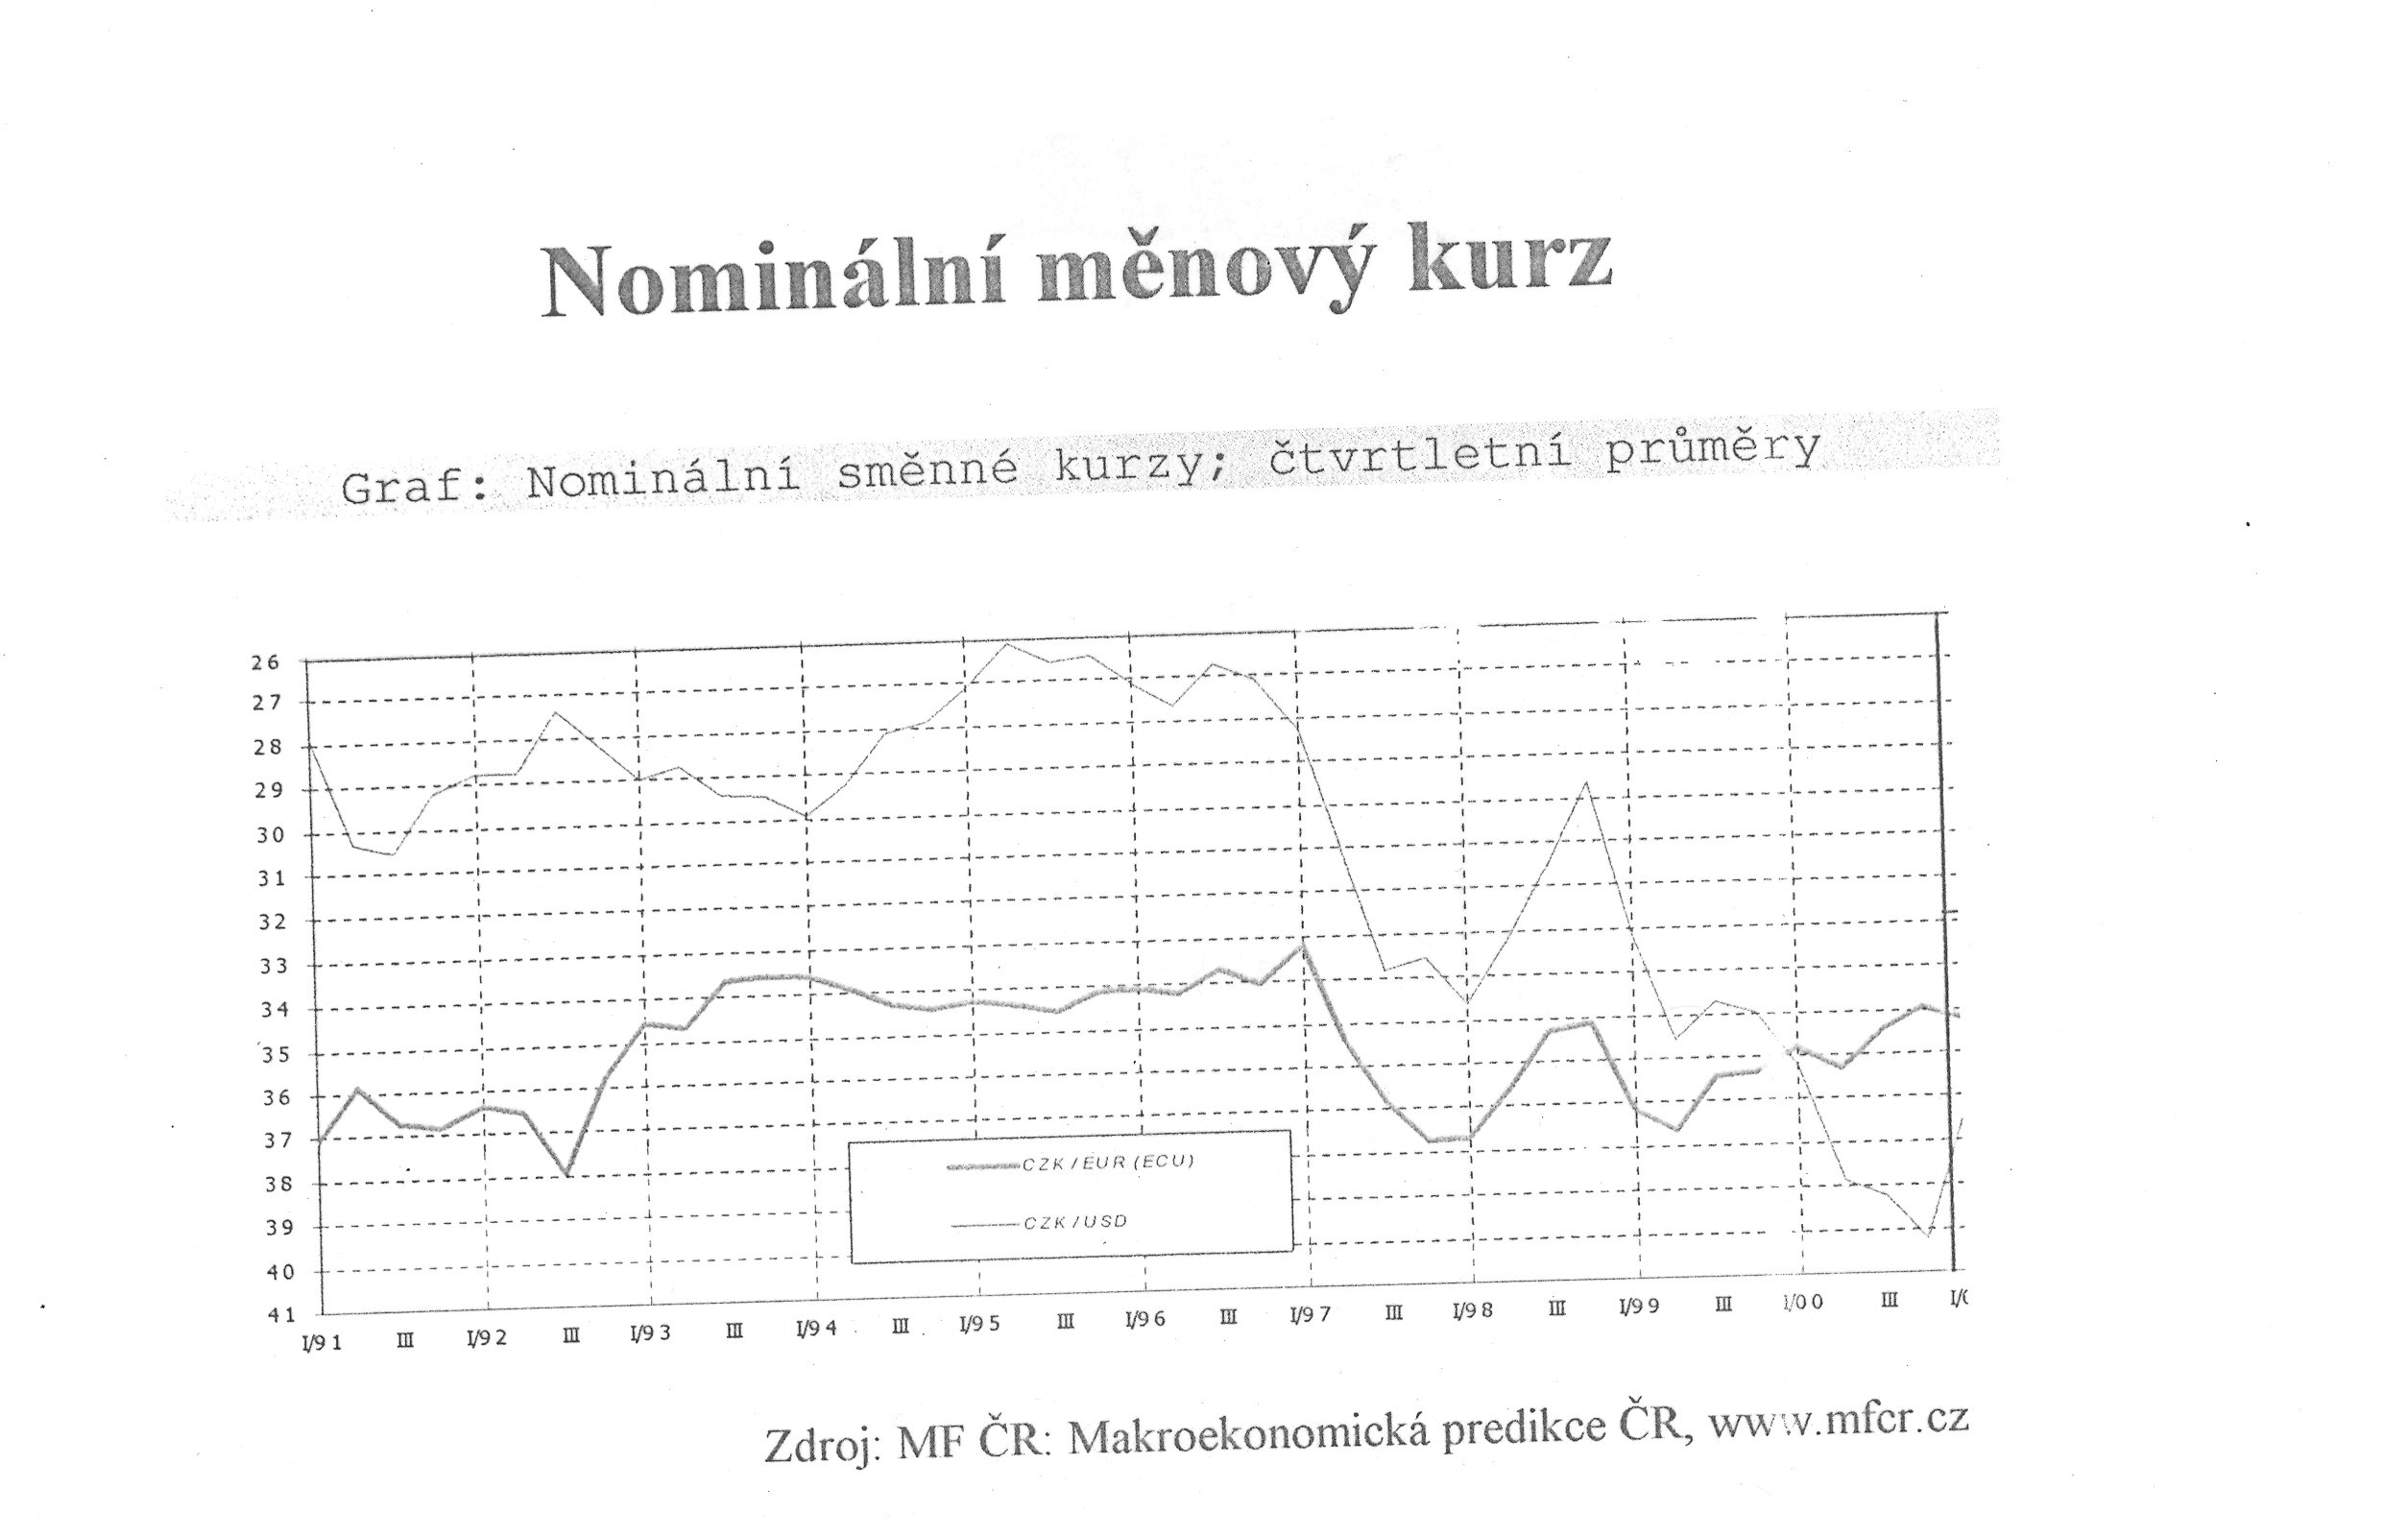 Nominální měnový kurz
Graf: Nominální směnné kurzy; čtvrtletní průměry
26
27
28
29
30
31
32
33
34
35
36
37
38
39
40
41
CZK/EUR (ECU)
CZK/USD
I/91 III I/92 III I/93 III I/94 III I/95 III I/96 III I/97 III I/98 III I/99 III I/00 III
Zdroj: MF ČR: Makroekonomická predikce ČR, www.mfcr.cz